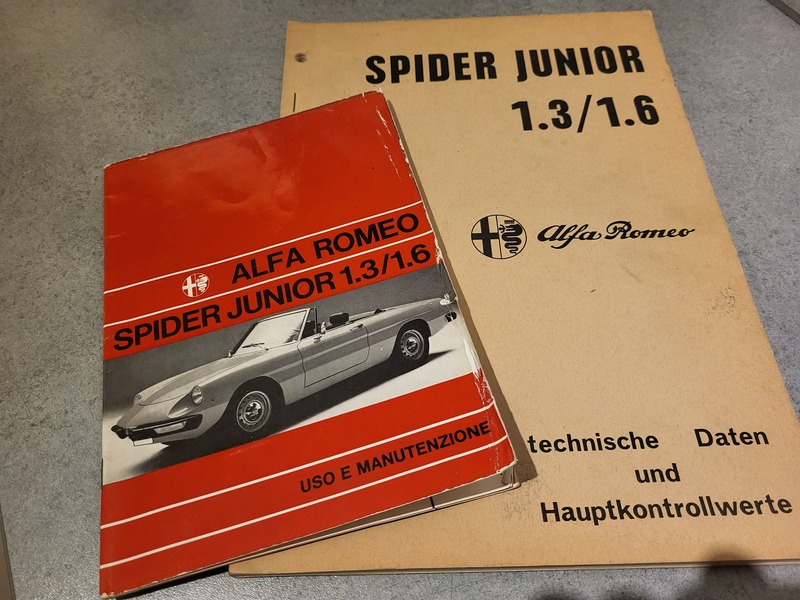 SPIDER JUNIOR
1.3/1.6
Alfa Romeo
technische Daten
und
Hauptkontrollwerte
ALFA ROMEO
SPIDER JUNIOR 1.3/1.6
USO E MANUTENZIONE